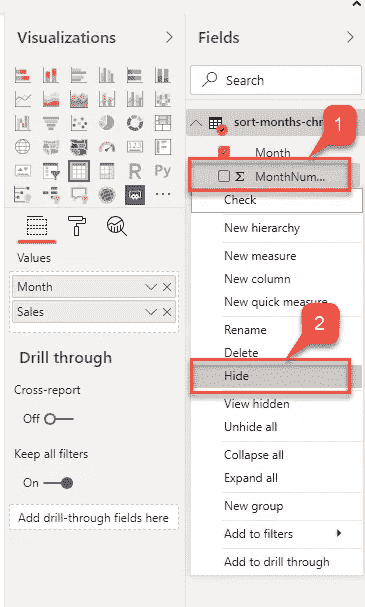 Visualizations
R Py
Values
Month
Sales
Drill through
Cross-report
Off
Keep all filters
On
Add drill-through fields here
Fields
Search
sort-months-chr
1
Month
Σ MonthNum...
Check
New hierarchy
New measure
New column
New quick measure
2
Rename
Delete
Hide
View hidden
Unhide all
Collapse all
Expand all
New group
Add to filters
Add to drill through